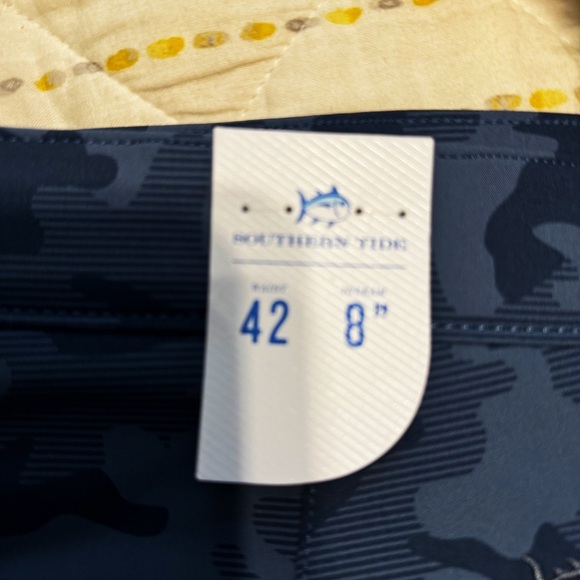 SOUTHERN TIDE
WAIST INSEAM
42 8"